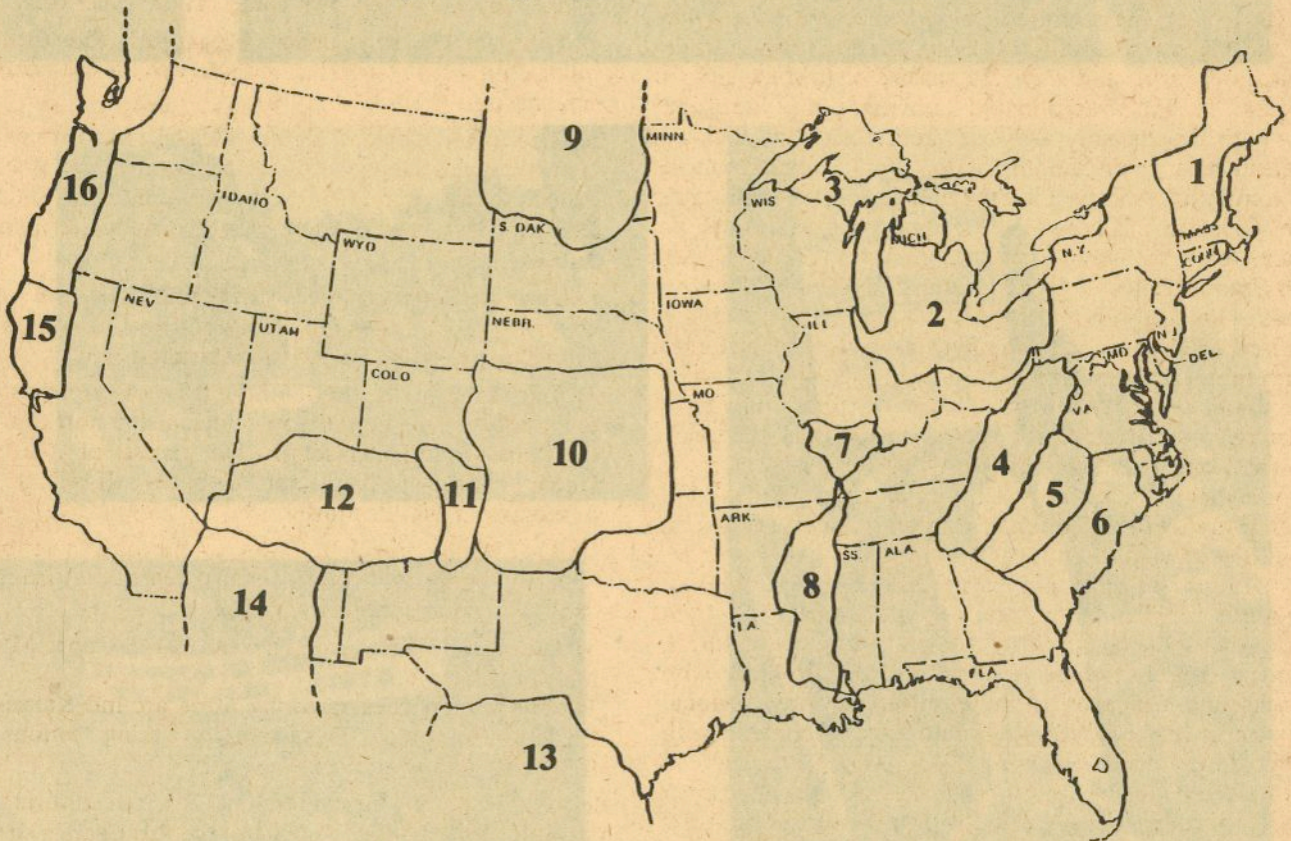 9
MINN.
16
3
1
IDAHO
WIS
S. DAK.
MICH
MASS
N.Y.
CONN
WYO
NEV
IOWA
15
UTAH
NEBR.
ILL
2
N.J.
MD
DEL
COLO
MO
VA
7
10
4
12
11
5
ARK.
6
SS.
ALA.
14
8
LA.
FLA
13